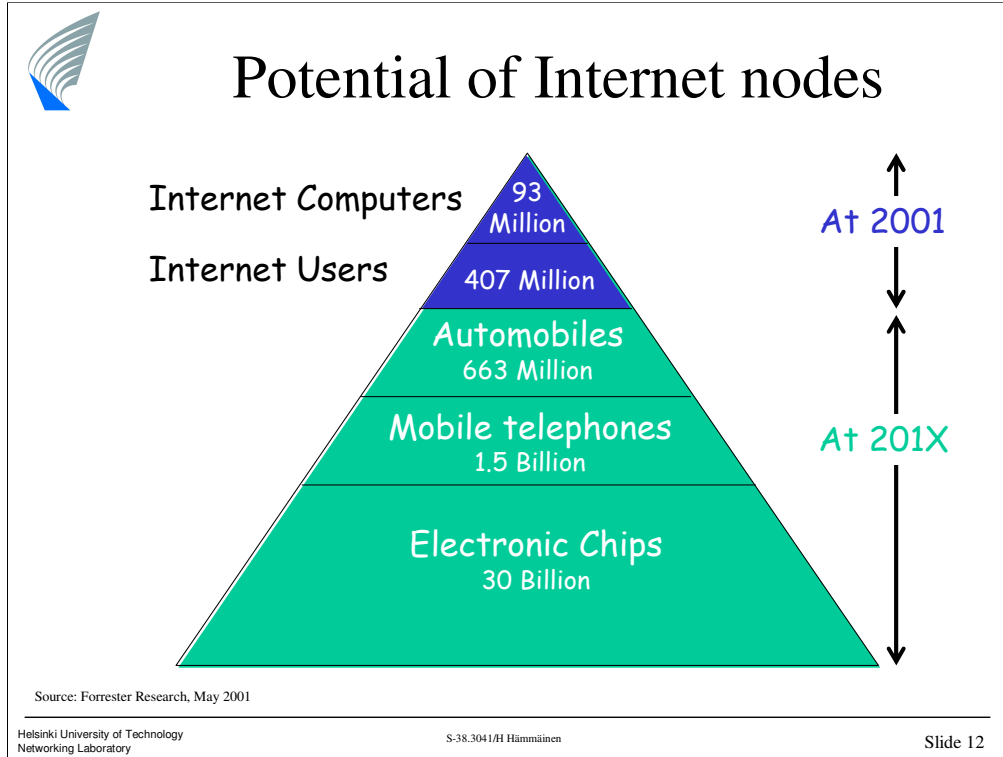 Potential of Internet nodes
Internet Computers
93
Million
At 2001
Internet Users
407 Million
Automobiles
663 Million
Mobile telephones
1.5 Billion
At 201X
Electronic Chips
30 Billion
Source: Forrester Research, May 2001
Helsinki University of Technology
Networking Laboratory
S-38.3041/H Hämmäinen
Slide 12